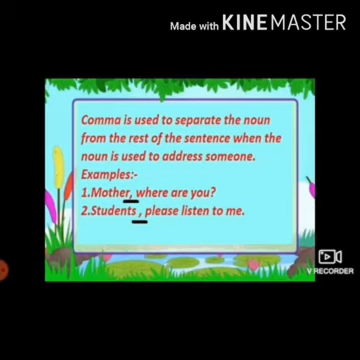 Made with KINEMASTER
Comma is used to separate the noun
from the rest of the sentence when the
noun is used to address someone.
Examples:-
1.Mother, where are you?
2.Students , please listen to me.
V RECORDER